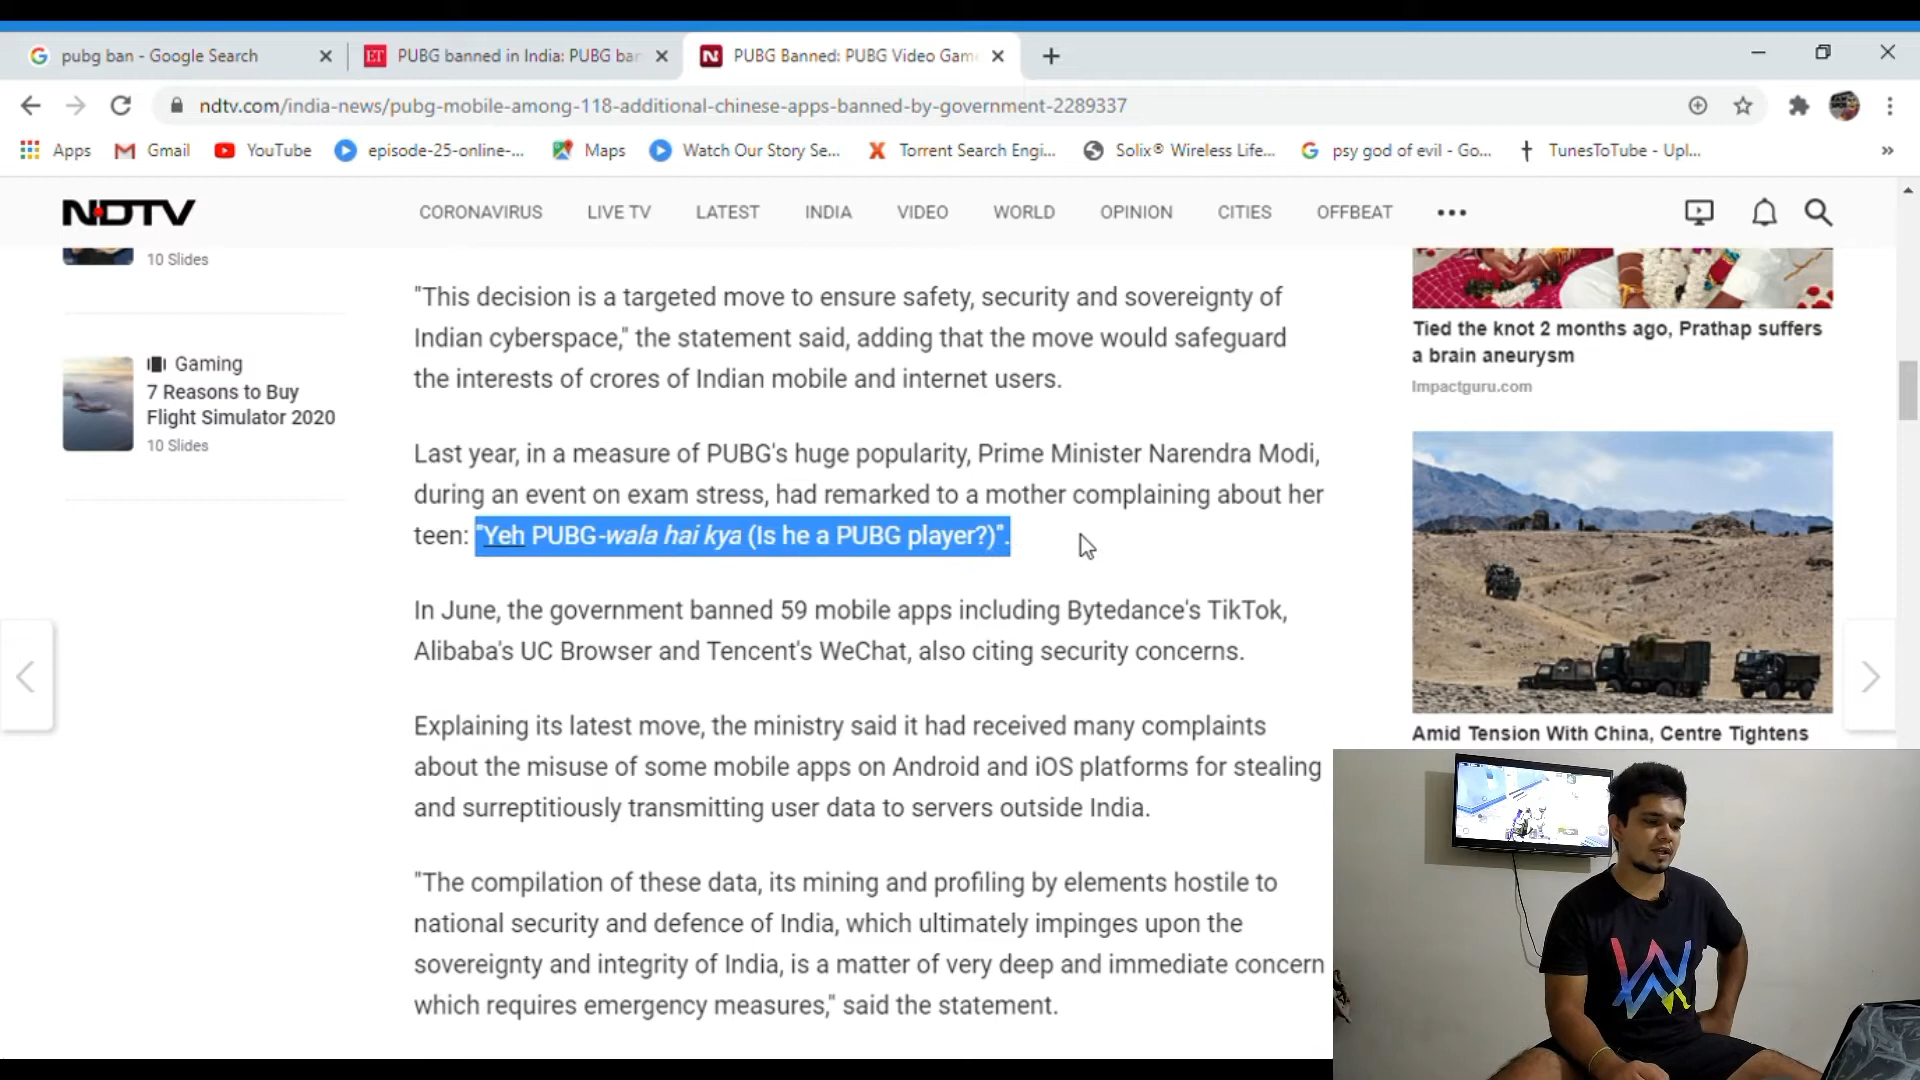 pubg ban - Google Search
PUBG banned in India: PUBG ban
PUBG Banned: PUBG Video Gam
ndtv.com/india-news/pubg-mobile-among-118-additional-chinese-apps-banned-by-government-2289337
Apps
Gmail
YouTube
episode-25-online-...
Maps
Watch Our Story Se...
Torrent Search Engi...
Solix® Wireless Life...
psy god of evil - Go...
TunesToTube - Upl...
NDTV
CORONAVIRUS
LIVE TV
LATEST
INDIA
VIDEO
WORLD
OPINION
CITIES
OFFBEAT
10 Slides
Gaming
7 Reasons to Buy
Flight Simulator 2020
10 Slides
"This decision is a targeted move to ensure safety, security and sovereignty of
Indian cyberspace," the statement said, adding that the move would safeguard
the interests of crores of Indian mobile and internet users.
Last year, in a measure of PUBG's huge popularity, Prime Minister Narendra Modi,
during an event on exam stress, had remarked to a mother complaining about her
teen: "Yeh PUBG-wala hai kya (Is he a PUBG player?)".
In June, the government banned 59 mobile apps including Bytedance's TikTok,
Alibaba's UC Browser and Tencent's WeChat, also citing security concerns.
Explaining its latest move, the ministry said it had received many complaints
about the misuse of some mobile apps on Android and iOS platforms for stealing
and surreptitiously transmitting user data to servers outside India.
"The compilation of these data, its mining and profiling by elements hostile to
national security and defence of India, which ultimately impinges upon the
sovereignty and integrity of India, is a matter of very deep and immediate concern
which requires emergency measures," said the statement.
Tied the knot 2 months ago, Prathap suffers
a brain aneurysm
Impactguru.com
Amid Tension With China, Centre Tightens